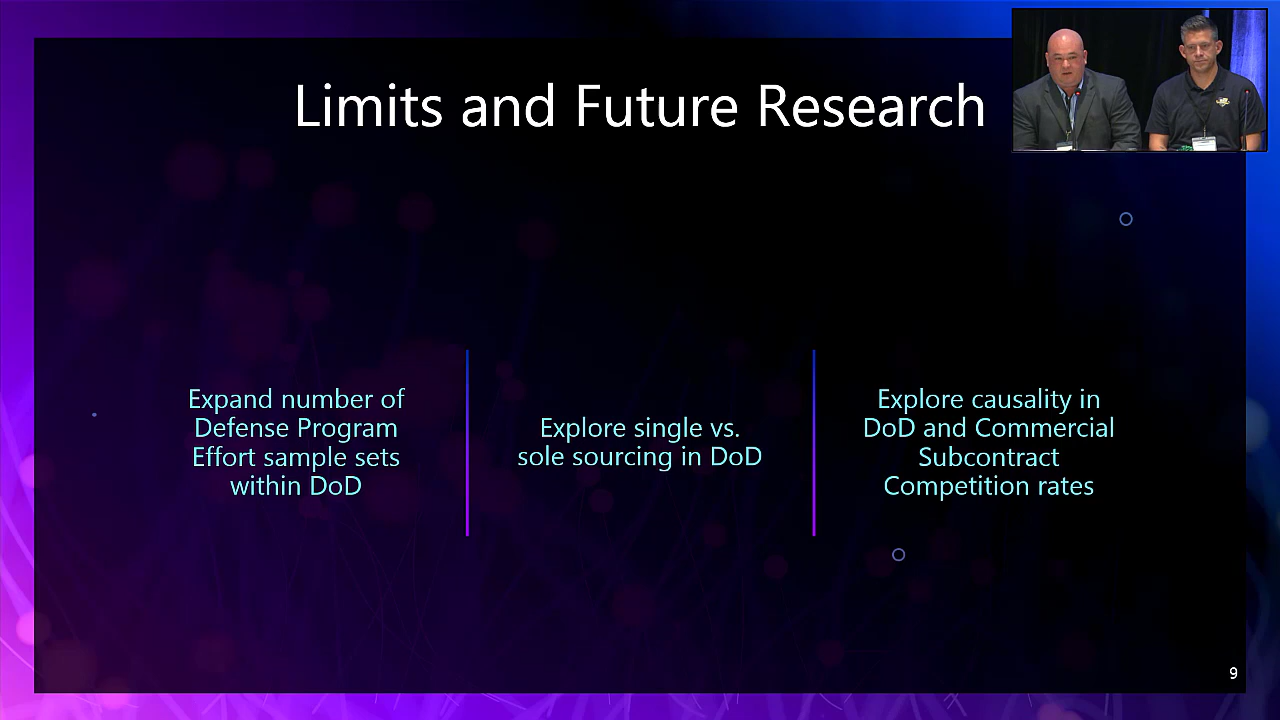 Limits and Future Research
Expand number of
Defense Program
Effort sample sets
within DoD
Explore single vs.
sole sourcing in DoD
Explore causality in
DoD and Commercial
Subcontract
Competition rates
9